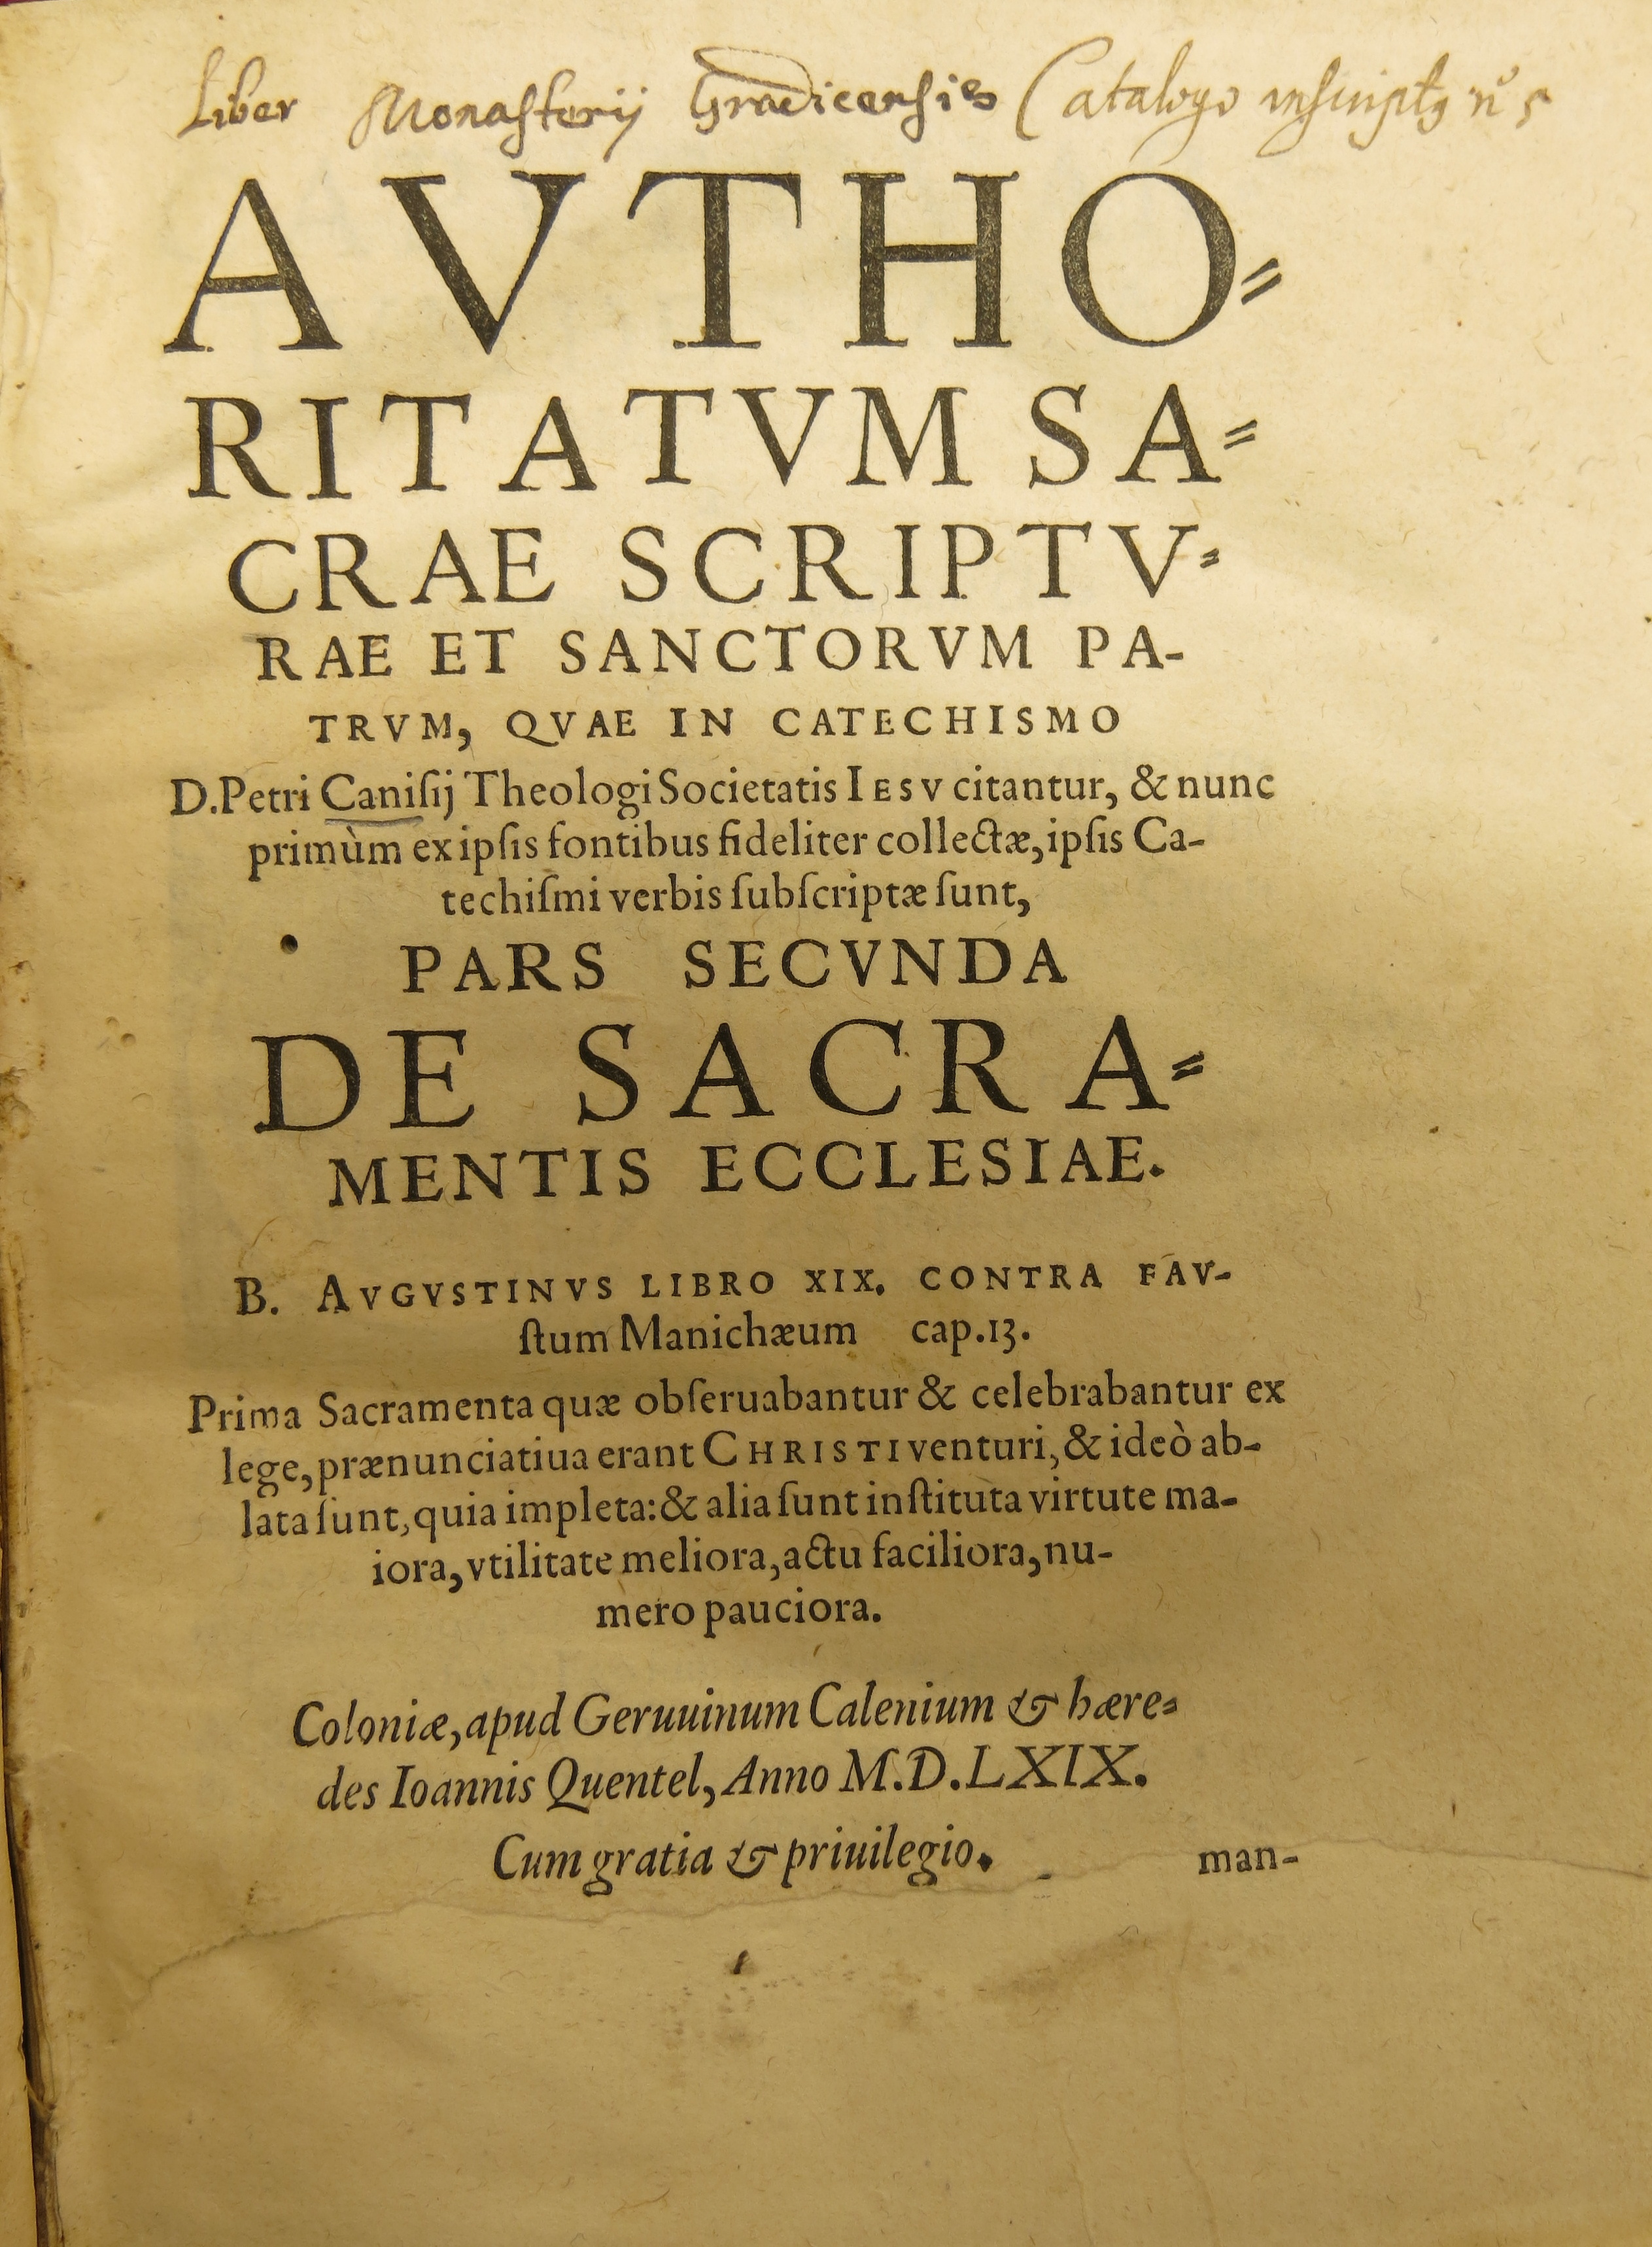 Liber Monasterij Gradicensis Catalogo inscriptus nº 5
AVTHO=
RITATVM SA=
CRAE SCRIPTV=
RAE ET SANCTORVM PA-
TRVM, QVAE IN CATECHISMO
D. Petri Canisij Theologi Societatis IESV citantur, & nunc
primùm ex ipsis fontibus fideliter collectæ, ipsis Ca-
techismi verbis subscriptæ sunt,
PARS SECVNDA
DE SACRA=
MENTIS ECCLESIAE.
B. AVGVSTINVS LIBRO XIX. CONTRA FAV-
stum Manichæum cap.13.
Prima Sacramenta quæ obseruabantur & celebrabantur ex
lege, prænunciatiua erant CHRISTI venturi, & ideò ab-
lata sunt, quia impleta: & alia sunt instituta virtute ma-
iora, vtilitate meliora, actu faciliora, nu-
mero pauciora.
Coloniæ, apud Geruuinum Calenium & hære=
des Ioannis Quentel, Anno M.D.LXIX.
Cum gratia & priuilegio.
man-